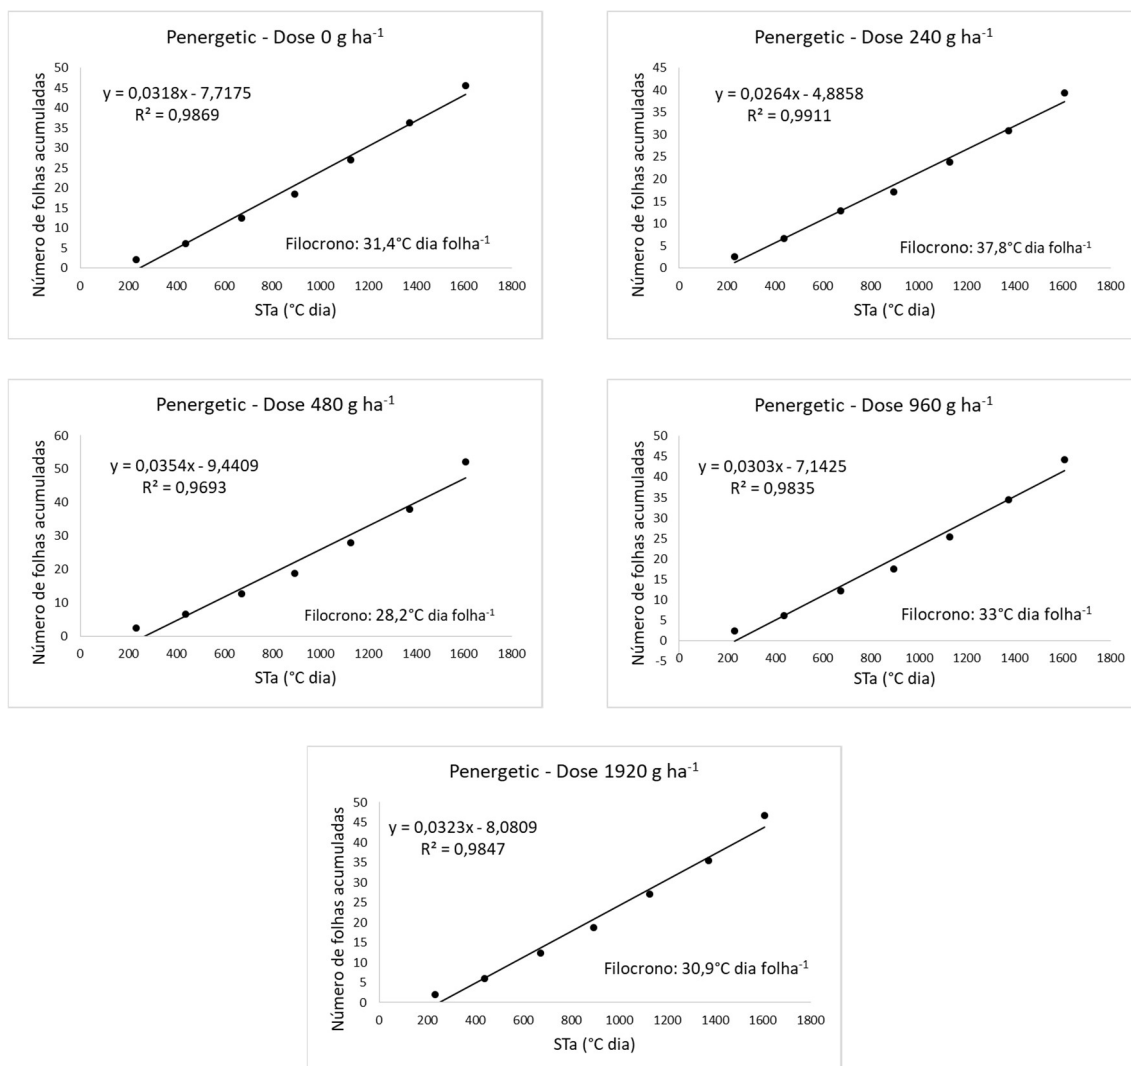 Penergetic - Dose 0 g ha⁻¹
Número de folhas acumuladas
50
45
40
35
30
25
20
15
10
5
0
y = 0,0318x - 7,7175
R² = 0,9869
Filocrono: 31,4°C dia folha⁻¹
0 200 400 600 800 1000 1200 1400 1600 1800
STa (°C dia)
Penergetic - Dose 240 g ha⁻¹
Número de folhas acumuladas
45
40
35
30
25
20
15
10
5
0
y = 0,0264x - 4,8858
R² = 0,9911
Filocrono: 37,8°C dia folha⁻¹
0 200 400 600 800 1000 1200 1400 1600 1800
STa (°C dia)
Penergetic - Dose 480 g ha⁻¹
Número de folhas acumuladas
60
50
40
30
20
10
0
y = 0,0354x - 9,4409
R² = 0,9693
Filocrono: 28,2°C dia folha⁻¹
0 200 400 600 800 1000 1200 1400 1600 1800
STa (°C dia)
Penergetic - Dose 960 g ha⁻¹
Número de folhas acumuladas
50
45
40
35
30
25
20
15
10
5
0
-5
y = 0,0303x - 7,1425
R² = 0,9835
Filocrono: 33°C dia folha⁻¹
0 200 400 600 800 1000 1200 1400 1600 1800
STa (°C dia)
Penergetic - Dose 1920 g ha⁻¹
Número de folhas acumuladas
50
45
40
35
30
25
20
15
10
5
0
y = 0,0323x - 8,0809
R² = 0,9847
Filocrono: 30,9°C dia folha⁻¹
0 200 400 600 800 1000 1200 1400 1600 1800
STa (°C dia)